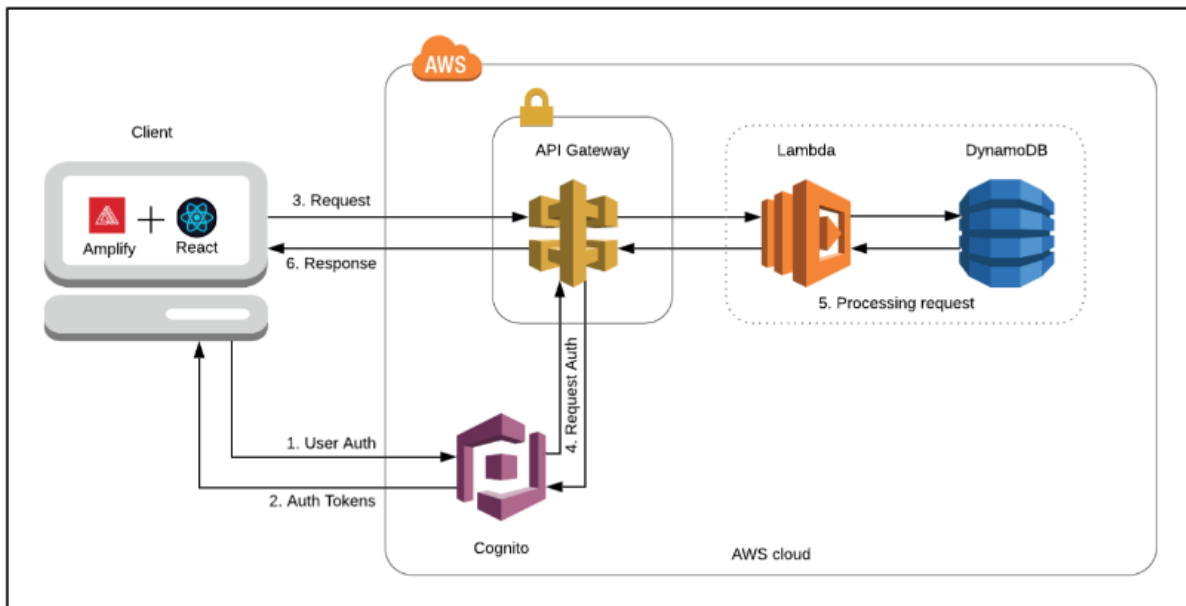 AWS
Client
API Gateway
Lambda
DynamoDB
3. Request
Amplify
React
6. Response
5. Processing request
4. Request Auth
1. User Auth
2. Auth Tokens
Cognito
AWS cloud